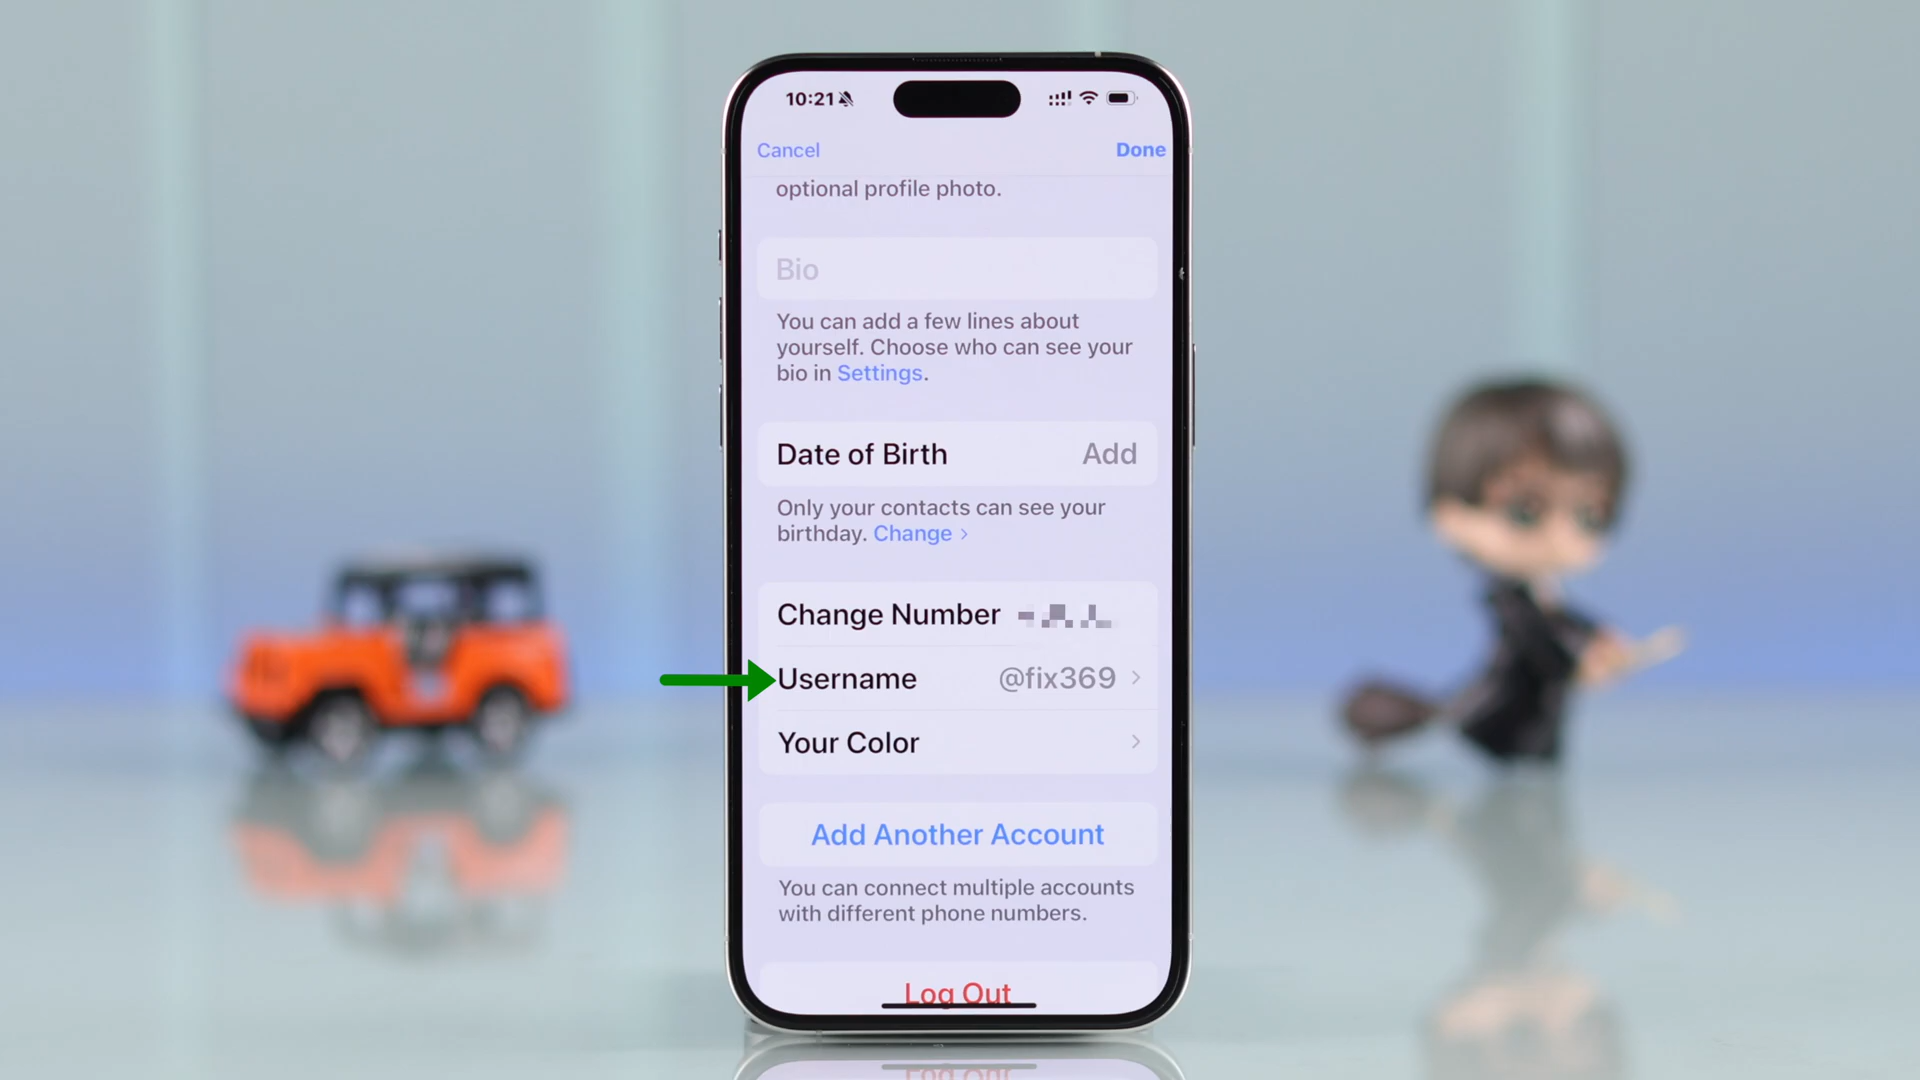 10:21
Cancel
Done
optional profile photo.
Bio
You can add a few lines about
yourself. Choose who can see your
bio in Settings.
Date of Birth Add
Only your contacts can see your
birthday. Change >
Change Number
Username @fix369 >
Your Color >
Add Another Account
You can connect multiple accounts
with different phone numbers.
Log Out
Log Out